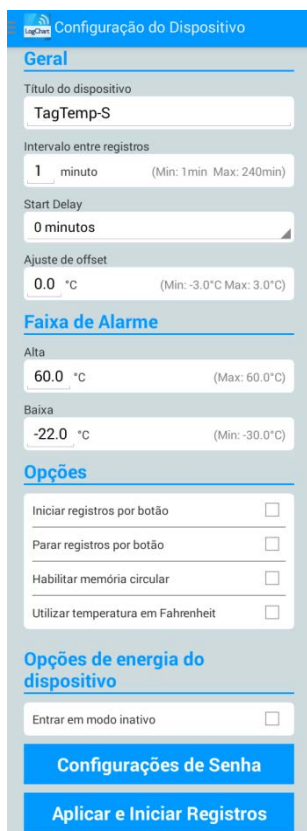 LogChart
Configuração do Dispositivo
Geral
Título do dispositivo
TagTemp-S
Intervalo entre registros
1 minuto (Min: 1min Max: 240min)
Start Delay
0 minutos
Ajuste de offset
0.0 °C (Min: -3.0°C Max: 3.0°C)
Faixa de Alarme
Alta
60.0 °C (Max: 60.0°C)
Baixa
-22.0 °C (Min: -30.0°C)
Opções
Iniciar registros por botão
Parar registros por botão
Habilitar memória circular
Utilizar temperatura em Fahrenheit
Opções de energia do
dispositivo
Entrar em modo inativo
Configurações de Senha
Aplicar e Iniciar Registros